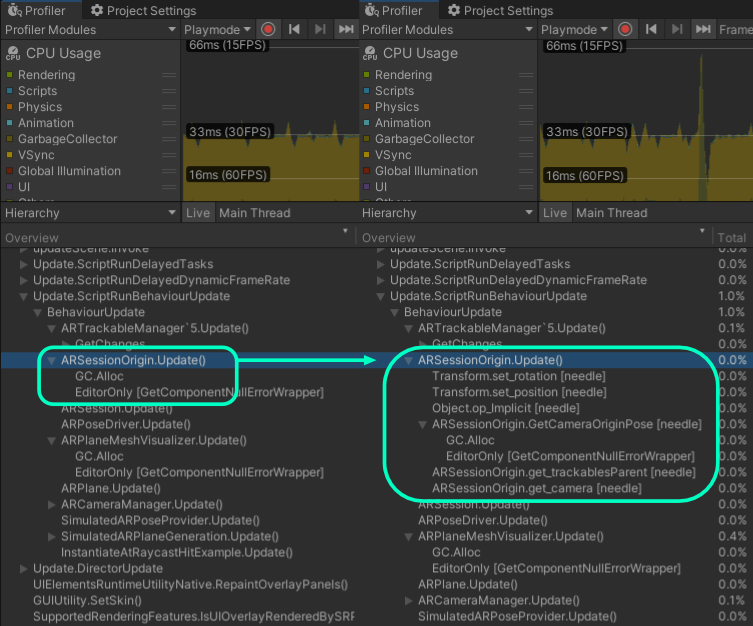 Profiler
Project Settings
Profiler Modules
Playmode
CPU Usage
CPU
Rendering
Scripts
Physics
Animation
GarbageCollector
VSync
Global Illumination
UI
66ms (15FPS)
33ms (30FPS)
16ms (60FPS)
Hierarchy
Live
Main Thread
Overview
Update.ScriptRunDelayedTasks
Update.ScriptRunDelayedDynamicFrameRate
Update.ScriptRunBehaviourUpdate
BehaviourUpdate
ARTrackableManager`5.Update()
GetChanges
ARSessionOrigin.Update()
GC.Alloc
EditorOnly [GetComponentNullErrorWrapper]
ARSession.Update()
ARPoseDriver.Update()
ARPlaneMeshVisualizer.Update()
GC.Alloc
EditorOnly [GetComponentNullErrorWrapper]
ARPlane.Update()
ARCameraManager.Update()
SimulatedARPoseProvider.Update()
SimulatedARPlaneGeneration.Update()
InstantiateAtRaycastHitExample.Update()
Update.DirectorUpdate
UIElementsRuntimeUtilityNative.RepaintOverlayPanels()
GUIUtility.SetSkin()
SupportedRenderingFeatures.IsUIOverlayRenderedBySRP
Profiler
Project Settings
Profiler Modules
Playmode
Frame
CPU Usage
CPU
Rendering
Scripts
Physics
Animation
GarbageCollector
VSync
Global Illumination
UI
66ms (15FPS)
33ms (30FPS)
16ms (60FPS)
Hierarchy
Live
Main Thread
Overview Total
updateScene.Invoke 0.0%
Update.ScriptRunDelayedTasks 0.0%
Update.ScriptRunDelayedDynamicFrameRate 0.0%
Update.ScriptRunBehaviourUpdate 1.0%
BehaviourUpdate 1.0%
ARTrackableManager`5.Update() 0.1%
GetChanges 0.0%
ARSessionOrigin.Update() 0.0%
Transform.set_rotation [needle] 0.0%
Transform.set_position [needle] 0.0%
Object.op_Implicit [needle] 0.0%
ARSessionOrigin.GetCameraOriginPose [needle] 0.0%
GC.Alloc 0.0%
EditorOnly [GetComponentNullErrorWrapper] 0.0%
ARSessionOrigin.get_trackablesParent [needle] 0.0%
ARSessionOrigin.get_camera [needle] 0.0%
ARSession.Update() 0.0%
ARPoseDriver.Update() 0.0%
ARPlaneMeshVisualizer.Update() 0.4%
GC.Alloc 0.0%
EditorOnly [GetComponentNullErrorWrapper] 0.0%
ARPlane.Update() 0.0%
ARCameraManager.Update() 0.1%
SimulatedARPoseProvider.Update() 0.0%